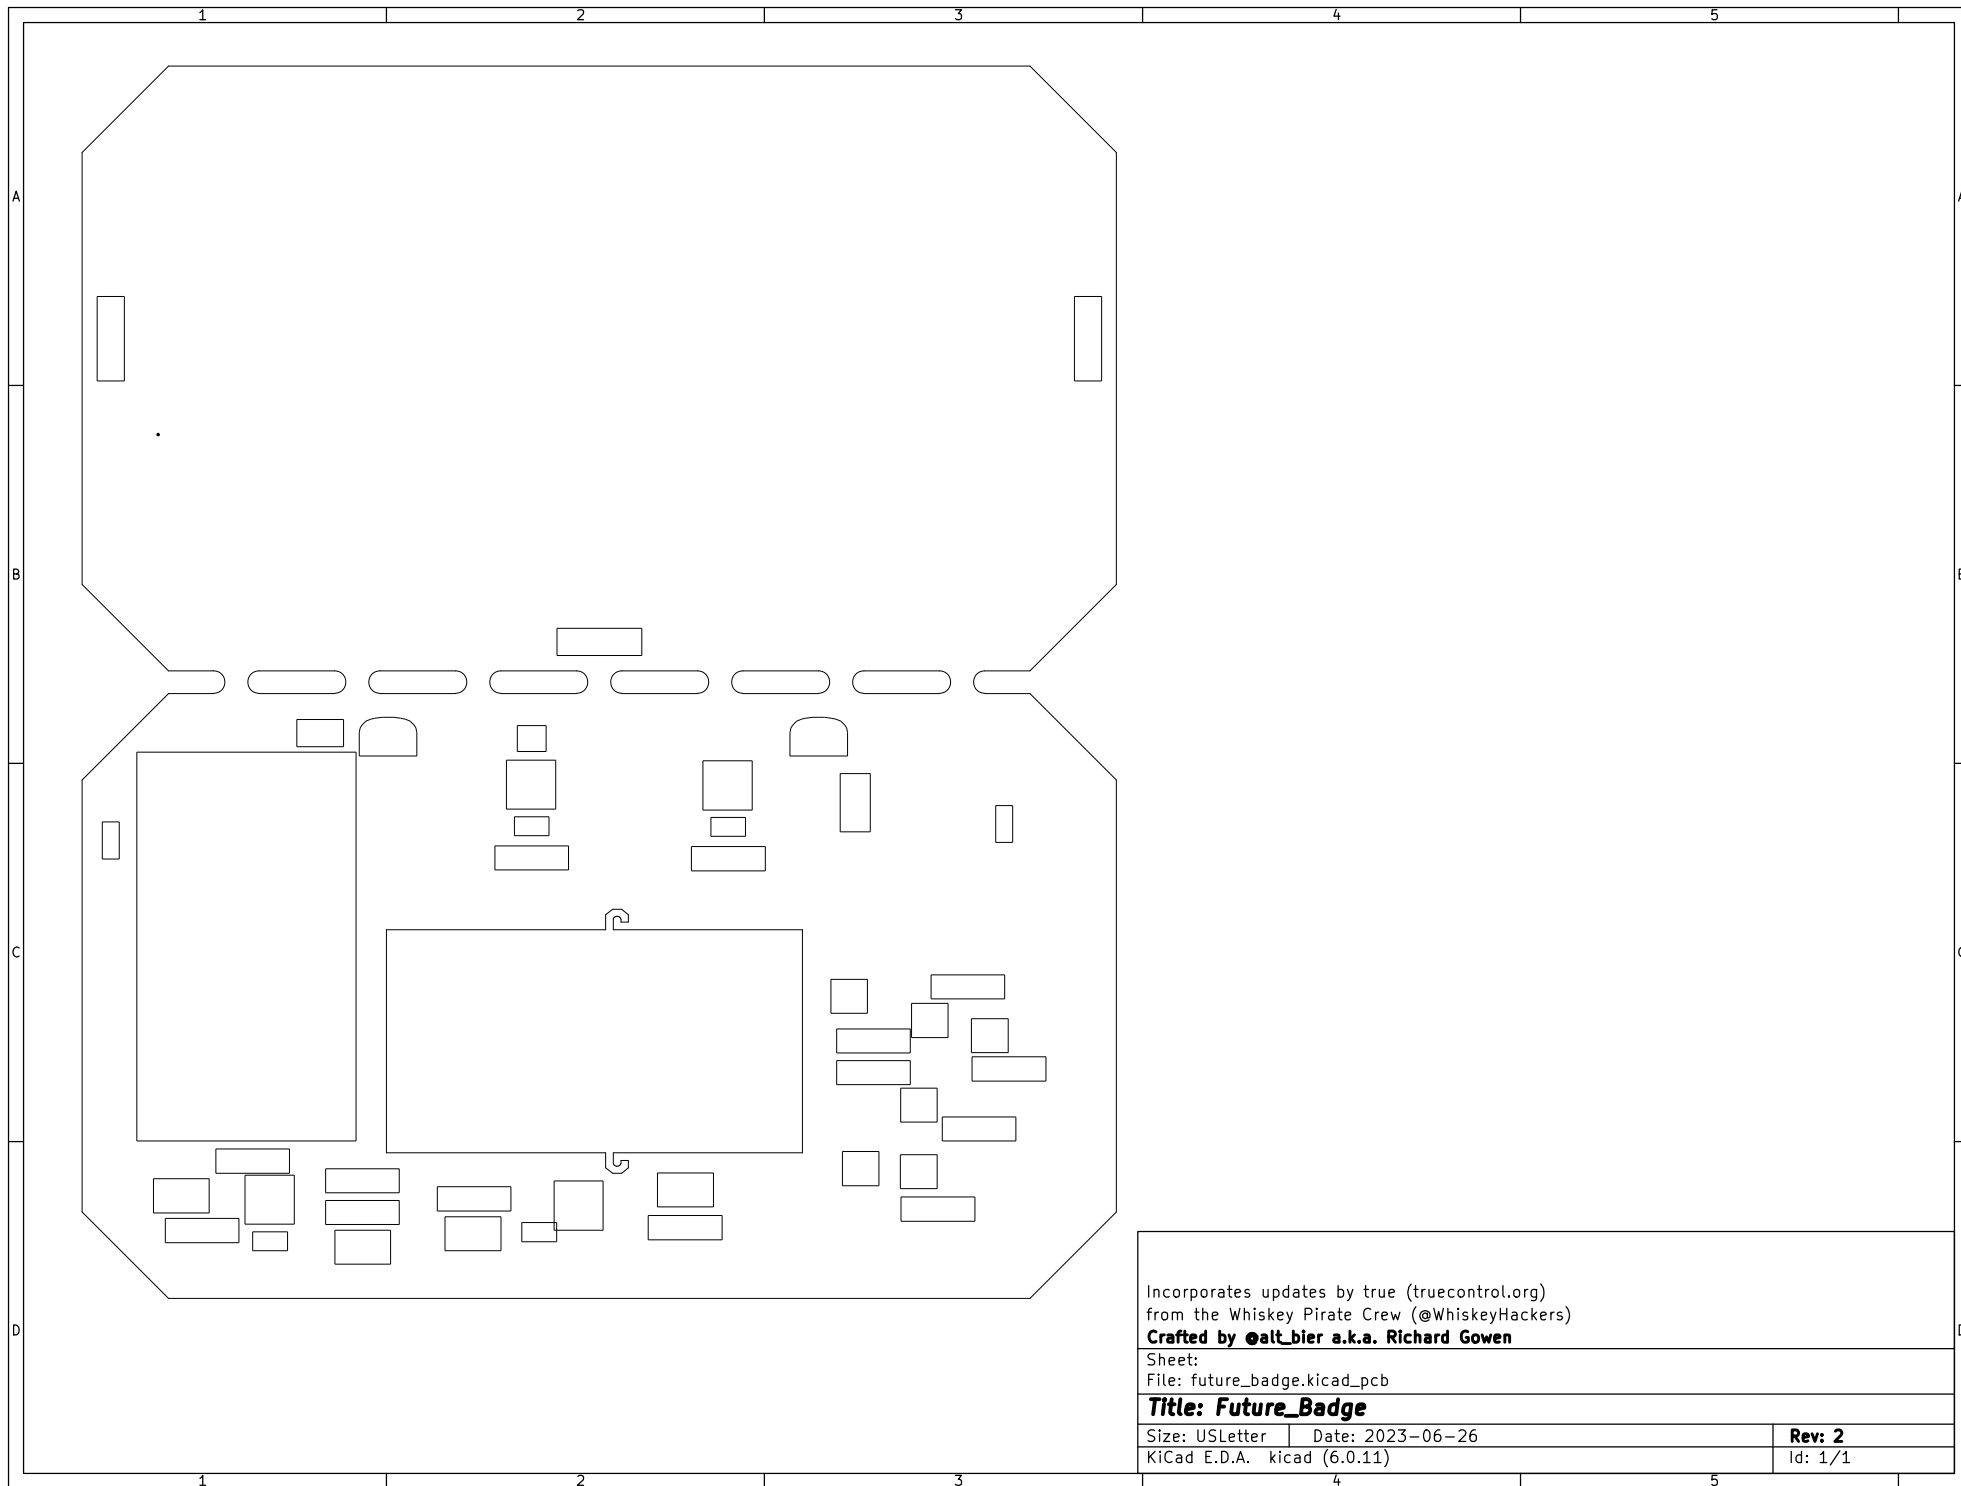 1 2 3 4 5
A
B
C
D
Incorporates updates by true (truecontrol.org)
from the Whiskey Pirate Crew (@WhiskeyHackers)
Crafted by @alt_bier a.k.a. Richard Gowen
Sheet:
File: future_badge.kicad_pcb
Title: Future_Badge
Size: USLetter Date: 2023-06-26 Rev: 2
KiCad E.D.A. kicad (6.0.11) Id: 1/1
1 2 3 4 5